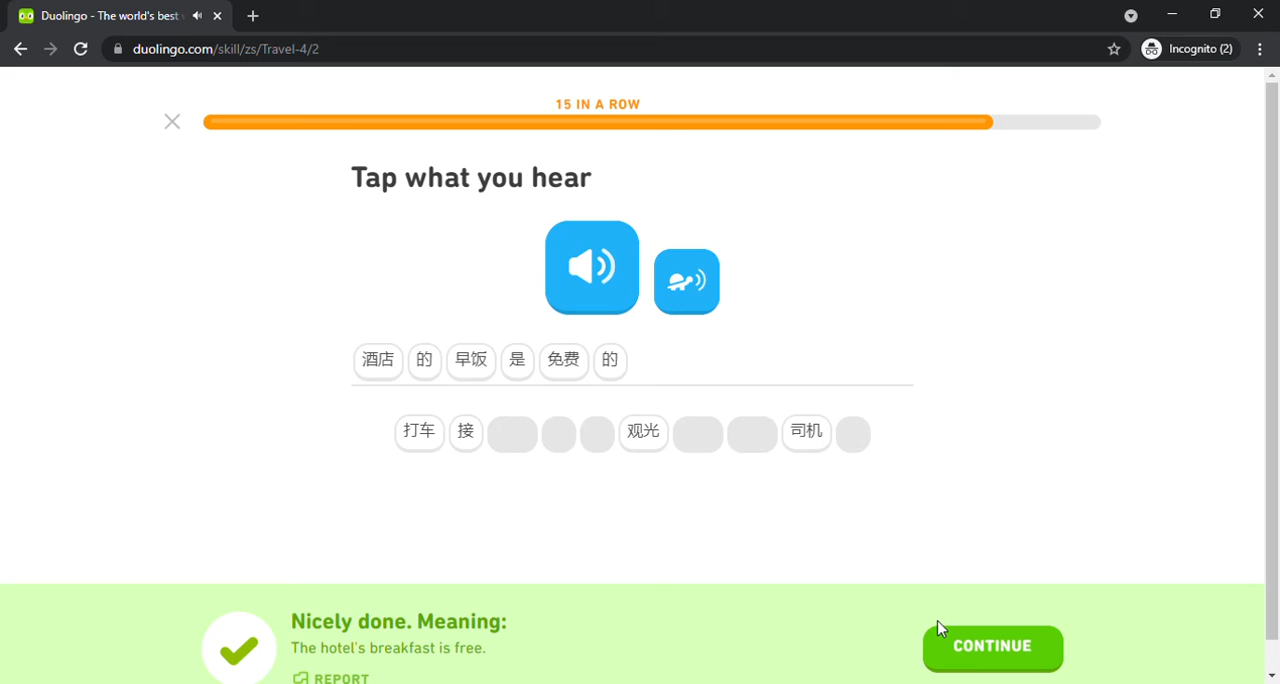 Duolingo - The world's best
duolingo.com/skill/zs/Travel-4/2
Incognito (2)
15 IN A ROW
Tap what you hear
酒店 的 早饭 是 免费 的
打车 接 观光 司机
Nicely done. Meaning:
The hotel's breakfast is free.
REPORT
CONTINUE